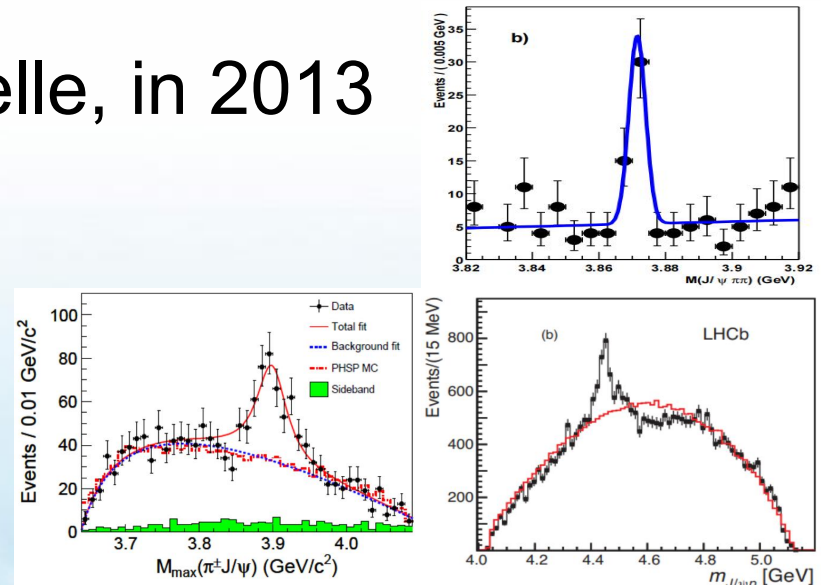 elle, in 2013
b)
Events / ( 0.005 GeV )
35
30
25
20
15
10
5
0
3.82 3.84 3.86 3.88 3.9 3.92
M(J/ ψ ππ) (GeV)
Events / 0.01 GeV/c²
100
80
60
40
20
0
Data
Total fit
Background fit
PHSP MC
Sideband
3.7 3.8 3.9 4.0
M_max(π±J/ψ) (GeV/c²)
Events/(15 MeV)
800
600
400
200
(b)
LHCb
4.0 4.2 4.4 4.6 4.8 5.0
m_J/ψp [GeV]